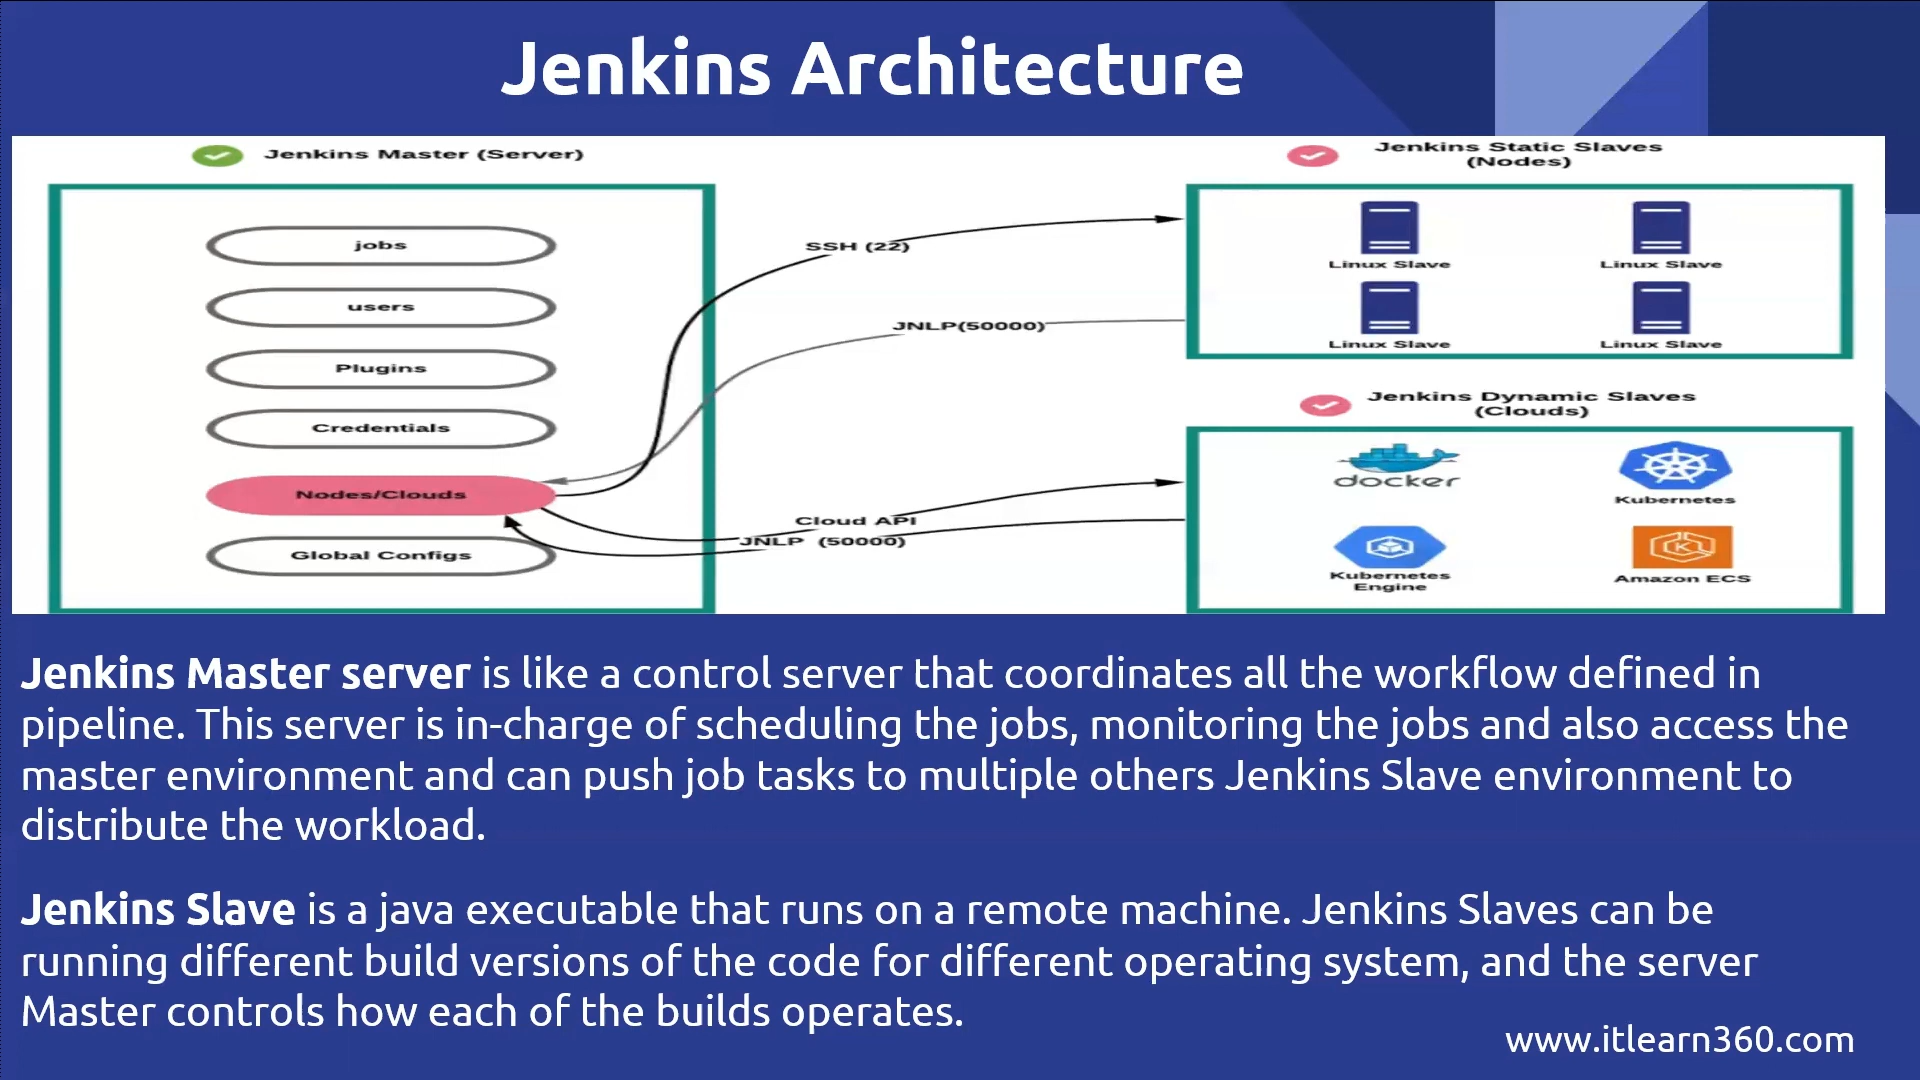 Jenkins Architecture
Jenkins Master (Server)
jobs
users
Plugins
Credentials
Nodes/Clouds
Global Configs
SSH (22)
JNLP(50000)
Cloud API
JNLP (50000)
Jenkins Static Slaves
(Nodes)
Linux Slave
Linux Slave
Linux Slave
Linux Slave
Jenkins Dynamic Slaves
(Clouds)
docker
Kubernetes
Kubernetes
Engine
Amazon ECS
Jenkins Master server is like a control server that coordinates all the workflow defined in
pipeline. This server is in-charge of scheduling the jobs, monitoring the jobs and also access the
master environment and can push job tasks to multiple others Jenkins Slave environment to
distribute the workload.
Jenkins Slave is a java executable that runs on a remote machine. Jenkins Slaves can be
running different build versions of the code for different operating system, and the server
Master controls how each of the builds operates.
www.itlearn360.com